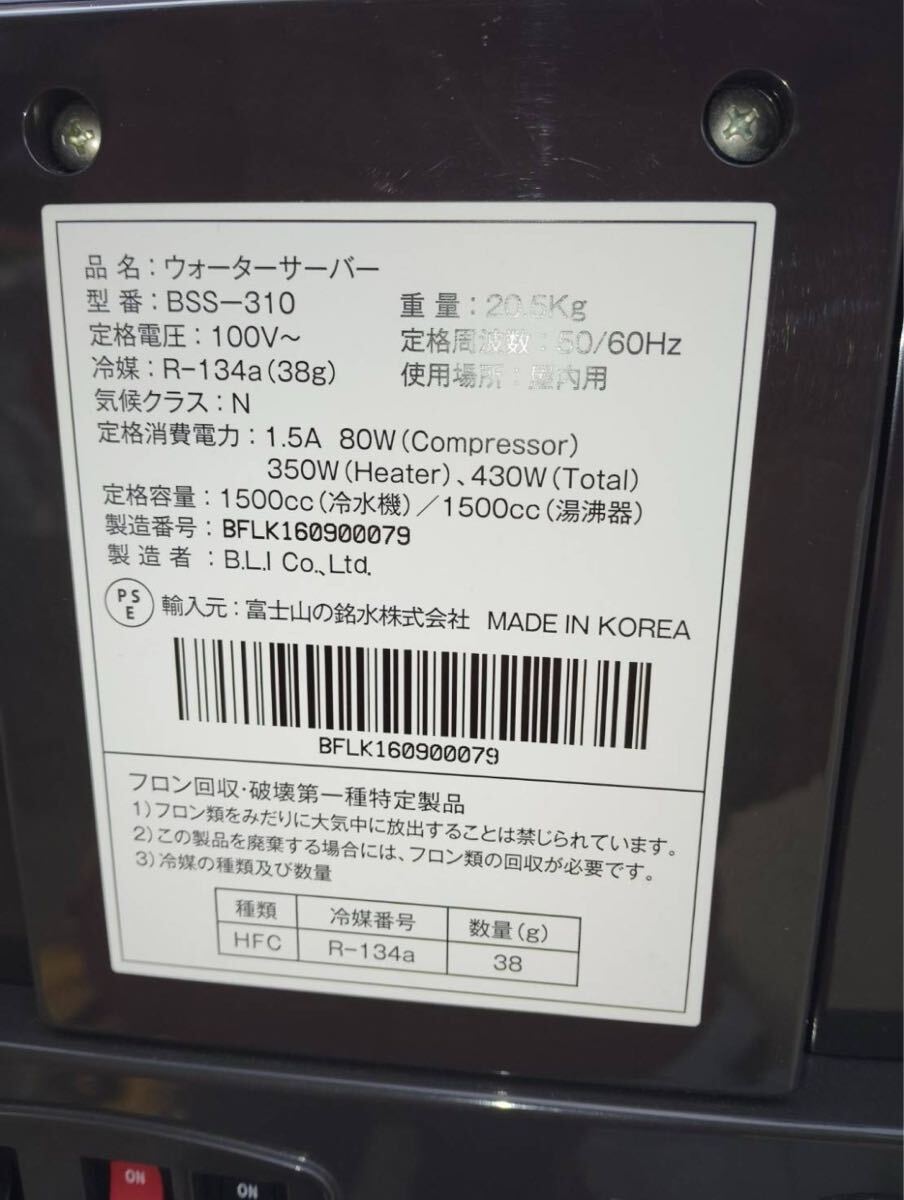 品名：ウォーターサーバー
型番：BSS-310 重量：20.5Kg
定格電圧：100V～ 定格周波数：50/60Hz
冷媒：R-134a(38g) 使用場所：屋内用
気候クラス：N
定格消費電力：1.5A 80W(Compressor)
350W(Heater)、430W(Total)
定格容量：1500cc(冷水機)／1500cc(湯沸器)
製造番号：BFLK160900079
製造者：B.L.I Co.,Ltd.
PS
E
輸入元：富士山の銘水株式会社 MADE IN KOREA
BFLK160900079
フロン回収・破壊第一種特定製品
1)フロン類をみだりに大気中に放出することは禁じられています。
2)この製品を廃棄する場合には、フロン類の回収が必要です。
3)冷媒の種類及び数量
種類 冷媒番号 数量(g)
HFC R-134a 38
ON ON